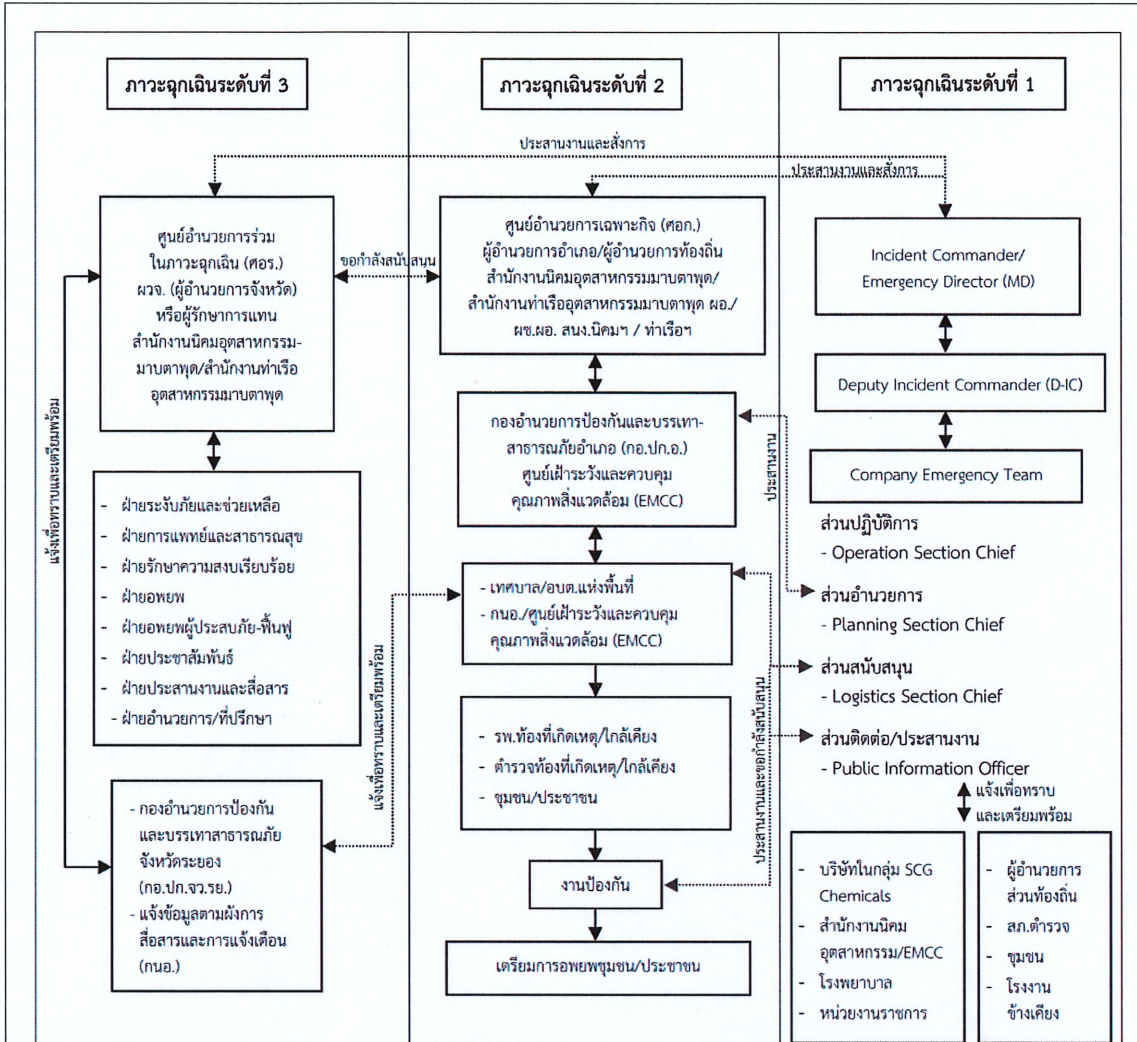 ภาวะฉุกเฉินระดับที่ 3
ภาวะฉุกเฉินระดับที่ 2
ภาวะฉุกเฉินระดับที่ 1
ประสานงานและสั่งการ
ประสานงานและสั่งการ
ศูนย์อำนวยการร่วม
ในภาวะฉุกเฉิน (ศอร.)
ผวจ. (ผู้อำนวยการจังหวัด)
หรือผู้รักษาการแทน
สำนักงานนิคมอุตสาหกรรม-
มาบตาพุด/สำนักงานท่าเรือ
อุตสาหกรรมมาบตาพุด
ขอกำลังสนับสนุน
แจ้งเพื่อทราบและเตรียมพร้อม
- ฝ่ายระงับภัยและช่วยเหลือ
- ฝ่ายการแพทย์และสาธารณสุข
- ฝ่ายรักษาความสงบเรียบร้อย
- ฝ่ายอพยพ
- ฝ่ายอพยพผู้ประสบภัย-ฟื้นฟู
- ฝ่ายประชาสัมพันธ์
- ฝ่ายประสานงานและสื่อสาร
- ฝ่ายอำนวยการ/ที่ปรึกษา
- กองอำนวยการป้องกัน
และบรรเทาสาธารณภัย
จังหวัดระยอง
(กอ.ปภ.จว.รย.)
- แจ้งข้อมูลตามผังการ
สื่อสารและการแจ้งเตือน
(กนอ.)
ศูนย์อำนวยการเฉพาะกิจ (ศอก.)
ผู้อำนวยการอำเภอ/ผู้อำนวยการท้องถิ่น
สำนักงานนิคมอุตสาหกรรมมาบตาพุด/
สำนักงานท่าเรืออุตสาหกรรมมาบตาพุด ผอ./
ผช.ผอ. สนง.นิคมฯ / ท่าเรือฯ
กองอำนวยการป้องกันและบรรเทา-
สาธารณภัยอำเภอ (กอ.ปภ.อ.)
ศูนย์เฝ้าระวังและควบคุม
คุณภาพสิ่งแวดล้อม (EMCC)
- เทศบาล/อบต.แห่งพื้นที่
- กนอ./ศูนย์เฝ้าระวังและควบคุม
คุณภาพสิ่งแวดล้อม (EMCC)
แจ้งเพื่อทราบและเตรียมพร้อม
- รพ.ท้องที่เกิดเหตุ/ใกล้เคียง
- ตำรวจท้องที่เกิดเหตุ/ใกล้เคียง
- ชุมชน/ประชาชน
งานป้องกัน
เตรียมการอพยพชุมชน/ประชาชน
ประสานงาน
ประสานงานและขอกำลังสนับสนุน
Incident Commander/
Emergency Director (MD)
Deputy Incident Commander (D-IC)
Company Emergency Team
ส่วนปฏิบัติการ
- Operation Section Chief
ส่วนอำนวยการ
- Planning Section Chief
ส่วนสนับสนุน
- Logistics Section Chief
ส่วนติดต่อ/ประสานงาน
- Public Information Officer
แจ้งเพื่อทราบ
และเตรียมพร้อม
- บริษัทในกลุ่ม SCG
Chemicals
- สำนักงานนิคม
อุตสาหกรรม/EMCC
- โรงพยาบาล
- หน่วยงานราชการ
- ผู้อำนวยการ
ส่วนท้องถิ่น
- สภ.ตำรวจ
- ชุมชน
- โรงงาน
ข้างเคียง